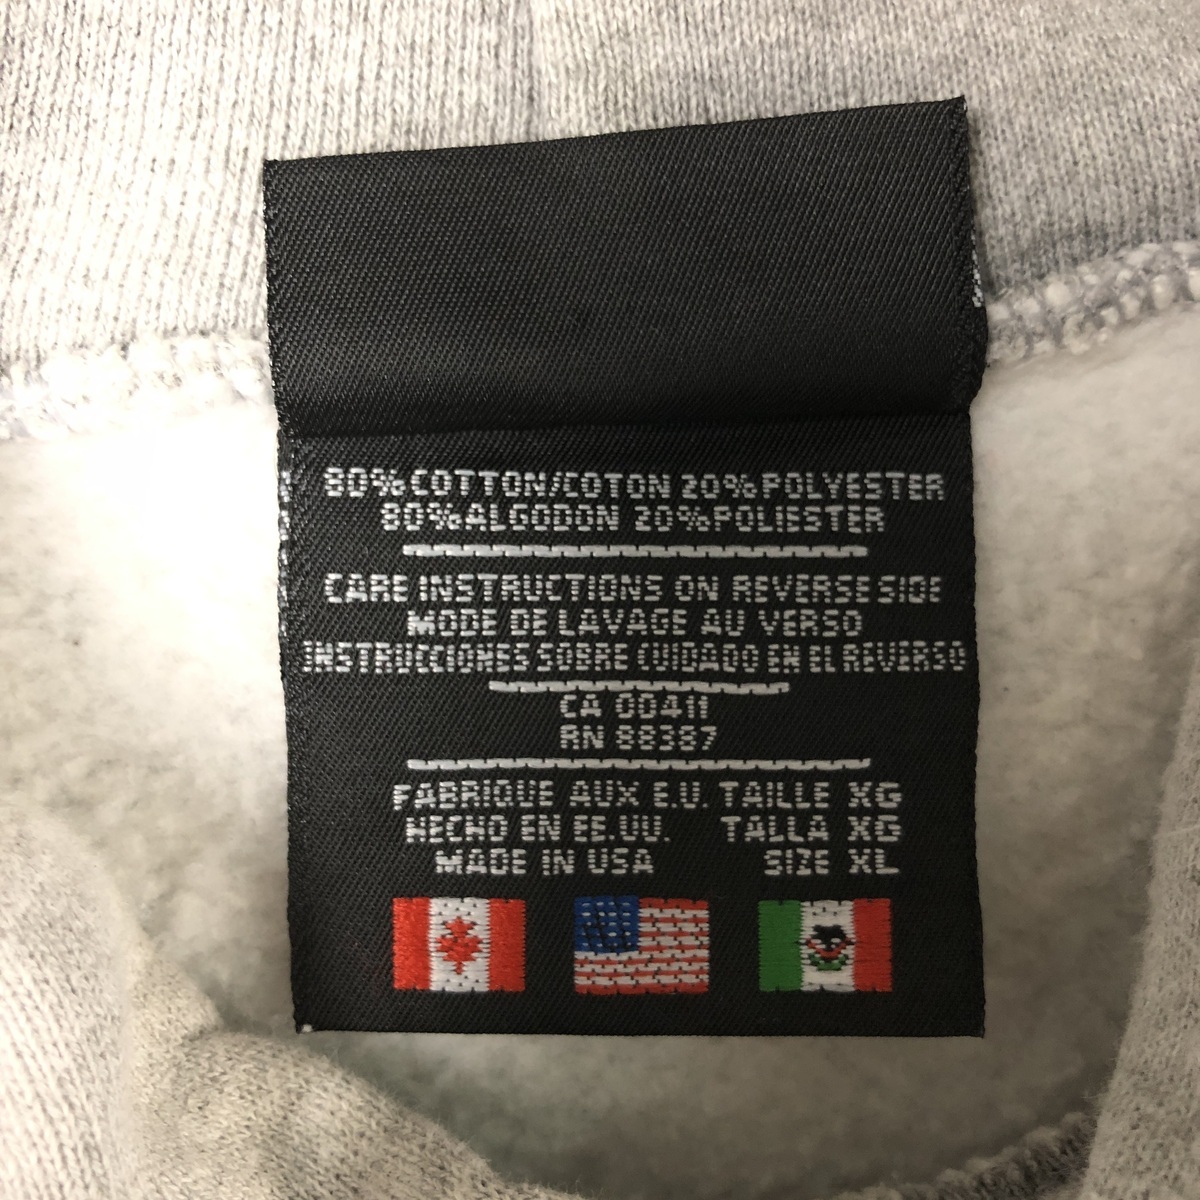 80% COTTON/COTON 20% POLYESTER
80% ALGODON 20% POLIESTER
CARE INSTRUCTIONS ON REVERSE SIDE
MODE DE LAVAGE AU VERSO
INSTRUCCIONES SOBRE CUIDADO EN EL REVERSO
CA 00411
RN 88387
FABRIQUE AUX E.U. TAILLE XG
HECHO EN EE.UU. TALLA XG
MADE IN USA SIZE XL